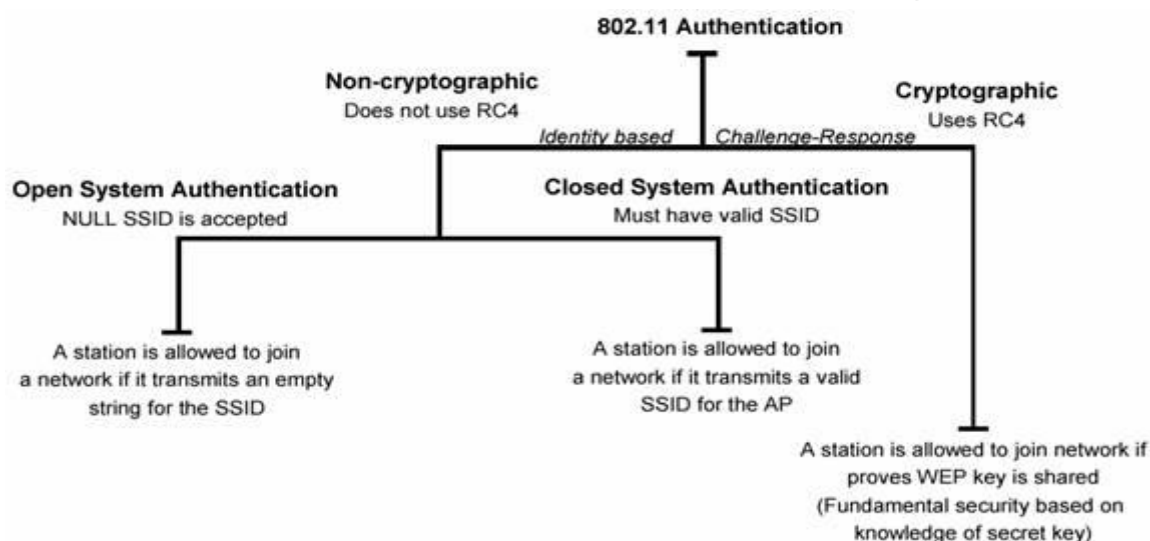 802.11 Authentication
Non-cryptographic
Does not use RC4
Cryptographic
Uses RC4
Identity based
Challenge-Response
Open System Authentication
NULL SSID is accepted
Closed System Authentication
Must have valid SSID
A station is allowed to join
a network if it transmits an empty
string for the SSID
A station is allowed to join
a network if it transmits a valid
SSID for the AP
A station is allowed to join network if
proves WEP key is shared
(Fundamental security based on
knowledge of secret key)